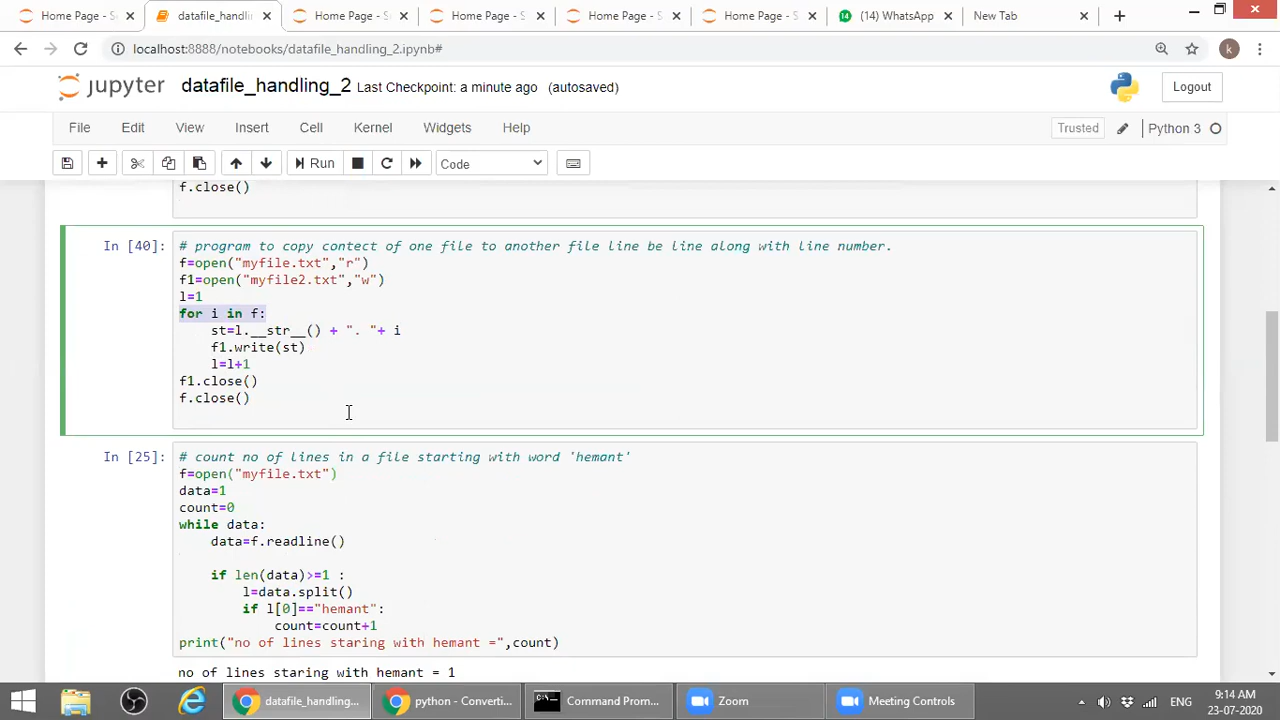 Home Page - S
datafile_handlin
Home Page - S
Home Page - S
Home Page - S
Home Page - S
(14) WhatsApp
New Tab
localhost:8888/notebooks/datafile_handling_2.ipynb#
k
jupyter datafile_handling_2 Last Checkpoint: a minute ago (autosaved)
Logout
File Edit View Insert Cell Kernel Widgets Help
Trusted
Python 3
Run
Code
f.close()
In [40]:
# program to copy contect of one file to another file line be line along with line number.
f=open("myfile.txt","r")
f1=open("myfile2.txt","w")
l=1
for i in f:
st=l.__str__() + ". "+ i
f1.write(st)
l=l+1
f1.close()
f.close()
In [25]:
# count no of lines in a file starting with word 'hemant'
f=open("myfile.txt")
data=1
count=0
while data:
data=f.readline()
if len(data)>=1 :
l=data.split()
if l[0]=="hemant":
count=count+1
print("no of lines staring with hemant =",count)
no of lines staring with hemant = 1
datafile_handling...
python - Converti...
Command Prom...
Zoom
Meeting Controls
ENG
9:14 AM
23-07-2020